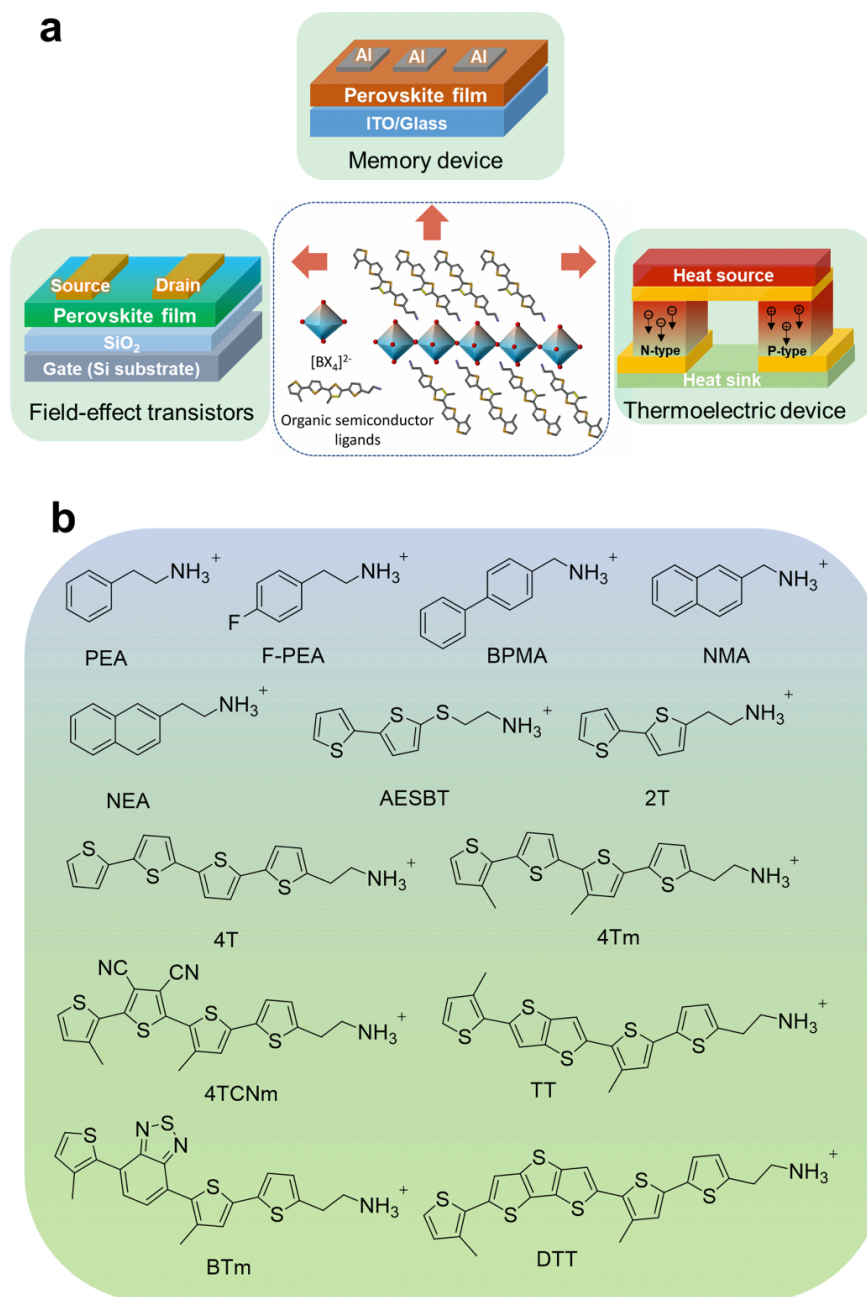 a
Al Al Al
Perovskite film
ITO/Glass
Memory device
Source Drain
Perovskite film
SiO₂
Gate (Si substrate)
Field-effect transistors
[BX₄]²⁻
Organic semiconductor
ligands
Heat source
N-type P-type
Heat sink
Thermoelectric device
b
NH₃⁺
PEA
F
NH₃⁺
F-PEA
NH₃⁺
BPMA
NH₃⁺
NMA
NH₃⁺
NEA
S S S NH₃⁺
AESBT
S S NH₃⁺
2T
S S S S NH₃⁺
4T
S S S S NH₃⁺
4Tm
NC CN
S S S S NH₃⁺
4TCNm
S S S S S NH₃⁺
TT
S N S N S S NH₃⁺
BTm
S S S S S S NH₃⁺
DTT